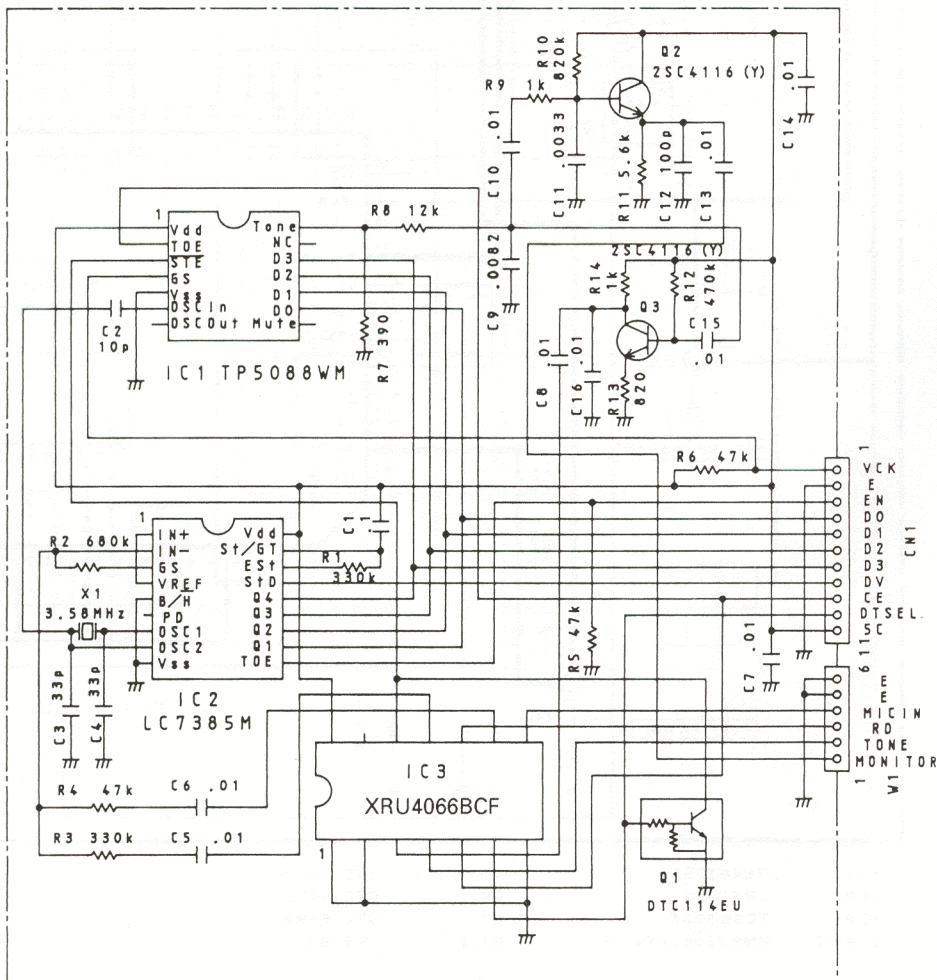 R10
820k
Q2
2SC4116 (Y)
R9 1k
.01
C14
C10 .01
C11 .0033
R11 5.6k
C12 100p
C13 .01
1
Vdd
TOE
STE
GS
Vss
OSCIn
OSCOut
Tone
NC
D3
D2
D1
D0
Mute
IC1 TP5088WM
C2
10p
R8 12k
R7 390
C9 .0082
2SC4116 (Y)
R14
1k
R12
470k
Q3
C15
.01
C8 .01
C16 .01
R13
820
R6 47k
1
VCK
E
EN
D0
D1
D2
D3
DV
CE
DTSEL
5C
11
CN1
C1 .1
R1
330k
R2 680k
X1
3.58MHz
1
IN+
IN-
GS
VREF
B/H
PD
OSC1
OSC2
Vss
Vdd
St/GT
ESt
StD
Q4
Q3
Q2
Q1
TOE
IC2
LC7385M
C3 33p
C4 33p
R5 47k
C7 .01
6
E
E
MICIN
RD
TONE
MONITOR
1
W1
R4 47k
C6 .01
R3 330k
C5 .01
IC3
XRU4066BCF
1
Q1
DTC114EU